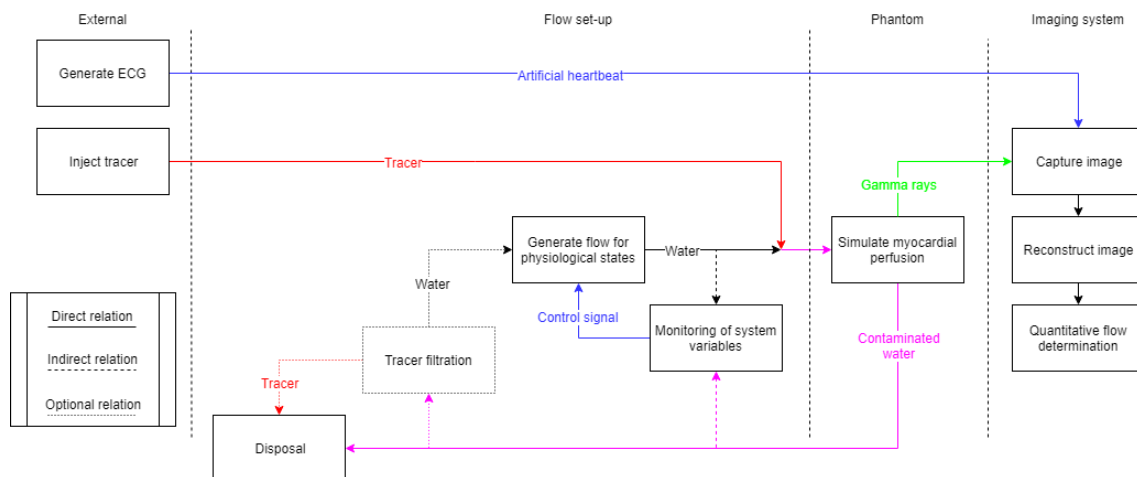 External
Flow set-up
Phantom
Imaging system
Generate ECG
Artificial heartbeat
Inject tracer
Tracer
Capture image
Gamma rays
Generate flow for
physiological states
Water
Simulate myocardial
perfusion
Reconstruct image
Water
Direct relation
Control signal
Monitoring of system
variables
Contaminated
water
Quantitative flow
determination
Indirect relation
Tracer filtration
Tracer
Optional relation
Disposal